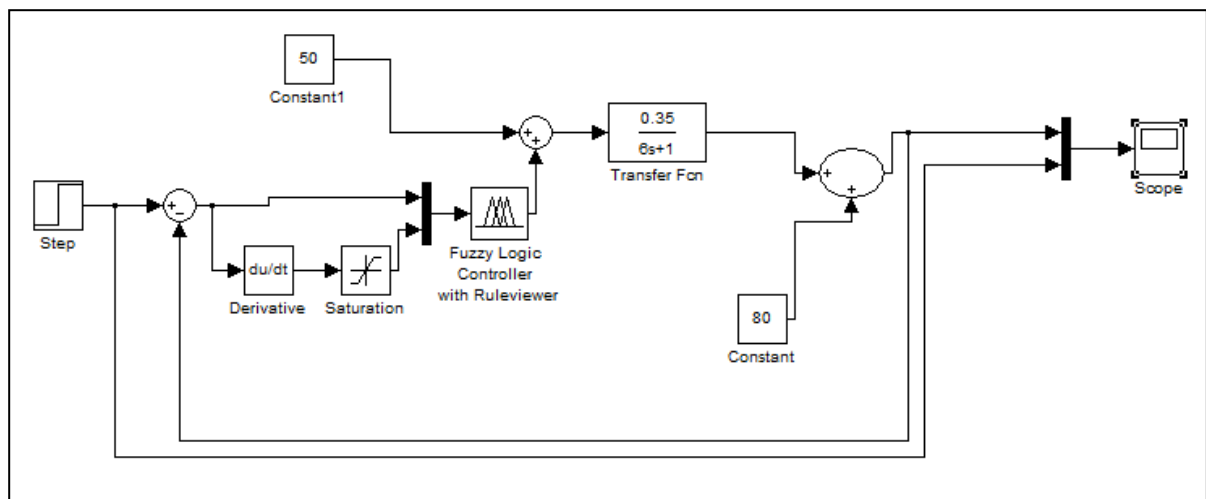 50
Constant1
0.35
6s+1
Transfer Fcn
+
+
+
+
Scope
Step
+
−
Fuzzy Logic
Controller
with Ruleviewer
du/dt
Derivative
Saturation
80
Constant